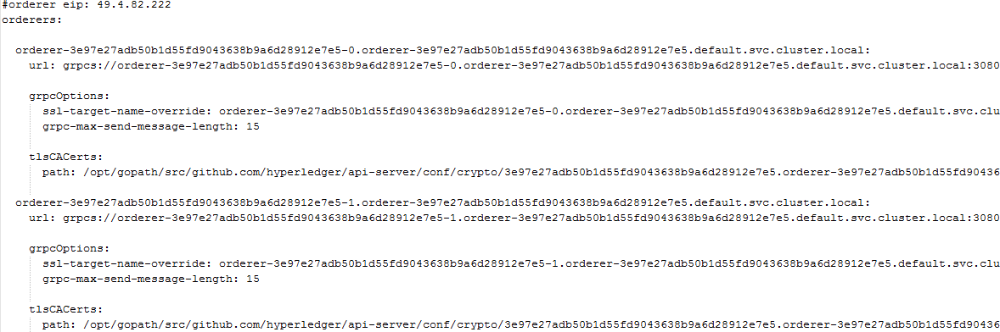 #orderer eip: 49.4.82.222
orderers:
orderer-3e97e27adb50b1d55fd9043638b9a6d28912e7e5-0.orderer-3e97e27adb50b1d55fd9043638b9a6d28912e7e5.default.svc.cluster.local:
url: grpcs://orderer-3e97e27adb50b1d55fd9043638b9a6d28912e7e5-0.orderer-3e97e27adb50b1d55fd9043638b9a6d28912e7e5.default.svc.cluster.local:3080
grpcOptions:
ssl-target-name-override: orderer-3e97e27adb50b1d55fd9043638b9a6d28912e7e5-0.orderer-3e97e27adb50b1d55fd9043638b9a6d28912e7e5.default.svc.clu
grpc-max-send-message-length: 15
tlsCACerts:
path: /opt/gopath/src/github.com/hyperledger/api-server/conf/crypto/3e97e27adb50b1d55fd9043638b9a6d28912e7e5.orderer-3e97e27adb50b1d55fd90436
orderer-3e97e27adb50b1d55fd9043638b9a6d28912e7e5-1.orderer-3e97e27adb50b1d55fd9043638b9a6d28912e7e5.default.svc.cluster.local:
url: grpcs://orderer-3e97e27adb50b1d55fd9043638b9a6d28912e7e5-1.orderer-3e97e27adb50b1d55fd9043638b9a6d28912e7e5.default.svc.cluster.local:3080
grpcOptions:
ssl-target-name-override: orderer-3e97e27adb50b1d55fd9043638b9a6d28912e7e5-1.orderer-3e97e27adb50b1d55fd9043638b9a6d28912e7e5.default.svc.clu
grpc-max-send-message-length: 15
tlsCACerts:
path: /opt/gopath/src/github.com/hyperledger/api-server/conf/crypto/3e97e27adb50b1d55fd9043638b9a6d28912e7e5.orderer-3e97e27adb50b1d55fd90436